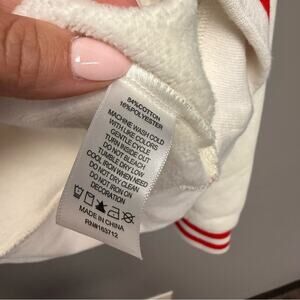 84%COTTON
16%POLYESTER
MACHINE WASH COLD
WITH LIKE COLORS
GENTLE CYCLE
TURN INSIDE OUT
DO NOT BLEACH
TUMBLE DRY LOW
COOL IRON WHEN NEED
DO NOT DRY CLEAN
DO NOT IRON ON
DECORATION
MADE IN CHINA
RN#163712